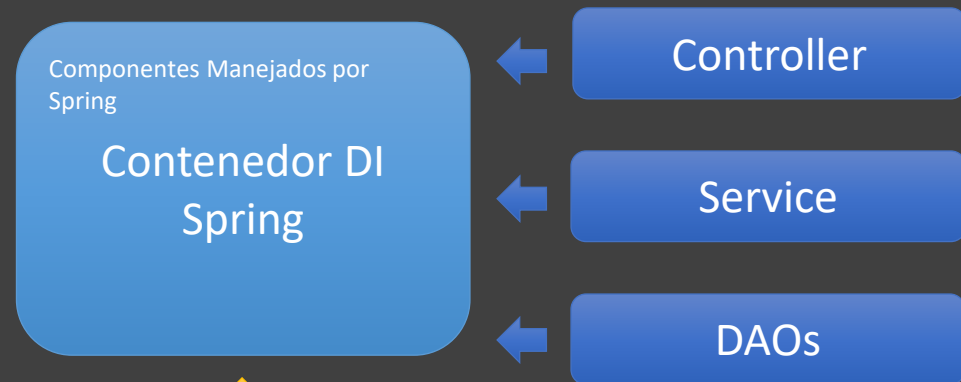 Componentes Manejados por
Spring
Contenedor DI
Spring
Controller
Service
DAOs